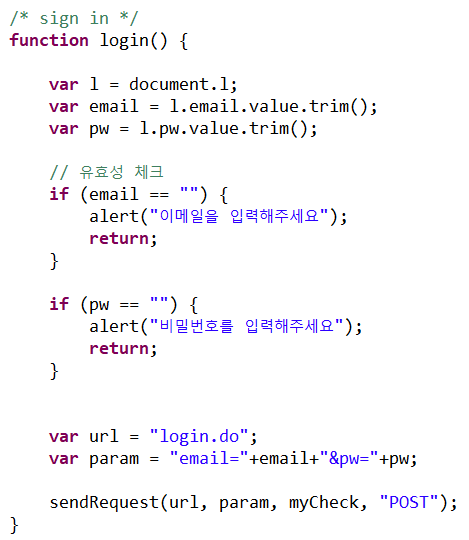 /* sign in */
function login() {
var l = document.l;
var email = l.email.value.trim();
var pw = l.pw.value.trim();
// 유효성 체크
if (email == "") {
alert("이메일을 입력해주세요");
return;
}
if (pw == "") {
alert("비밀번호를 입력해주세요");
return;
}
var url = "login.do";
var param = "email="+email+"&pw="+pw;
sendRequest(url, param, myCheck, "POST");
}